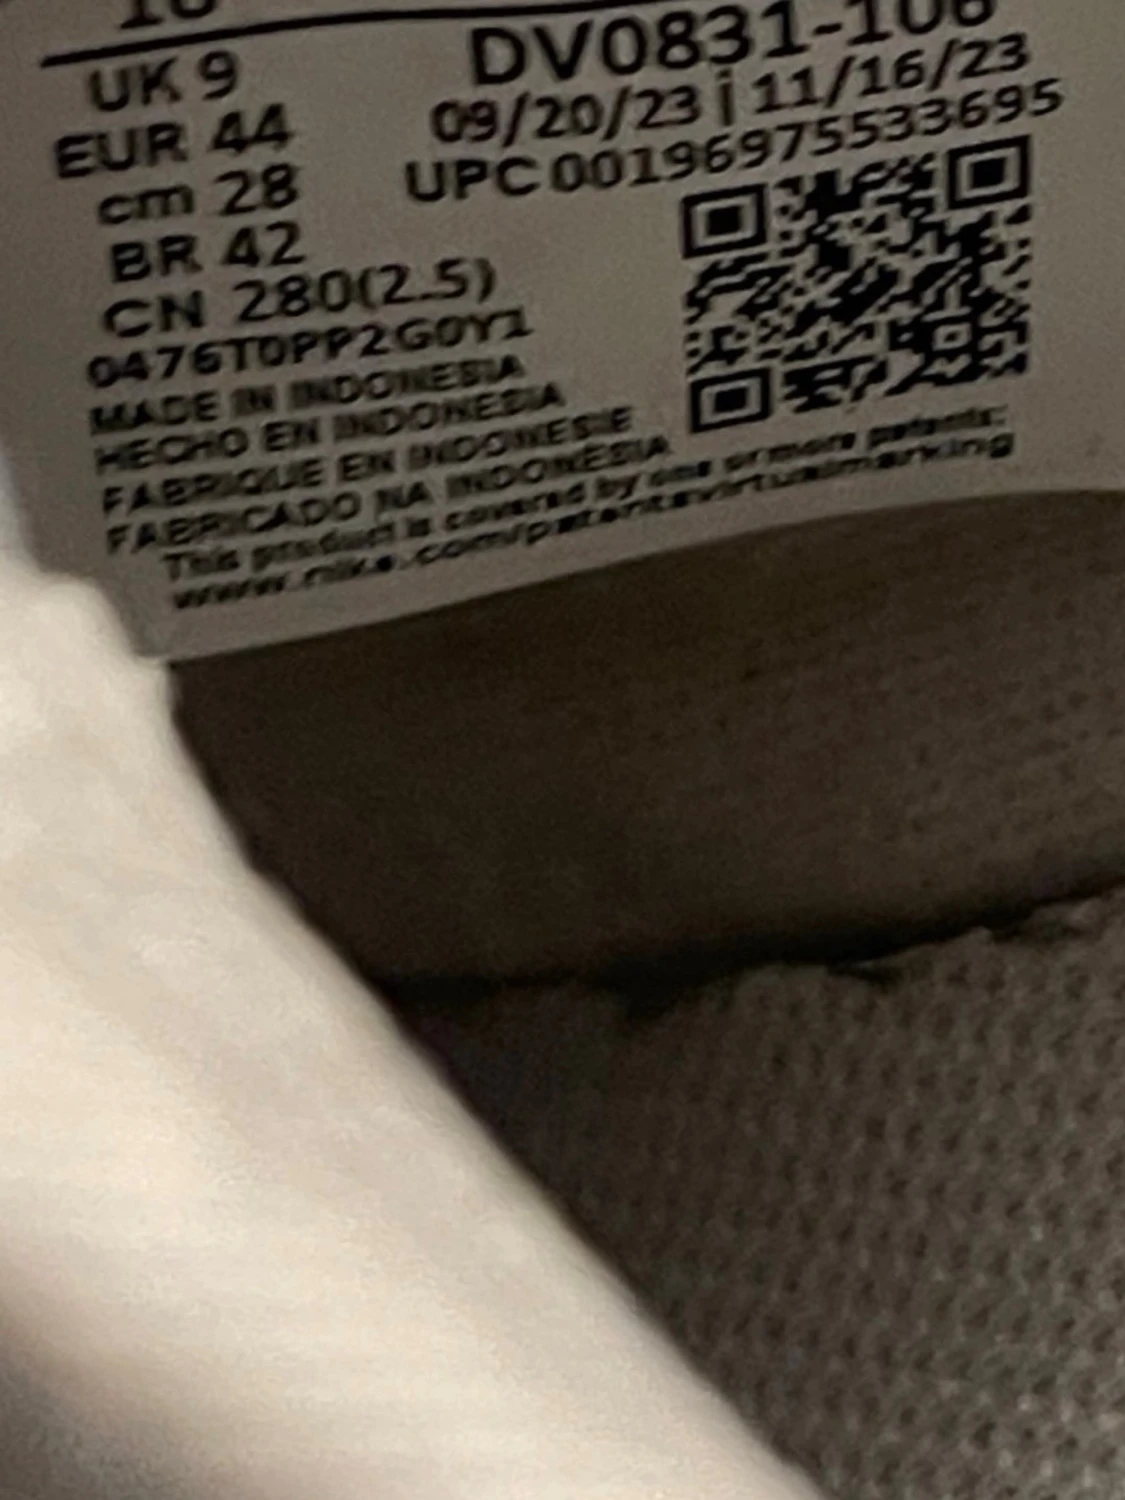 10
UK 9
EUR 44
cm 28
BR 42
CN 280(2.5)
0476T0PP2G0Y1
MADE IN INDONESIA
HECHO EN INDONESIA
FABRIQUE EN INDONESIE
FABRICADO NA INDONESIA
This product is covered by one or more patents:
www.nike.com/patentsvirtualmarking
DV0831-106
09/20/23 | 11/16/23
UPC 00196975533695